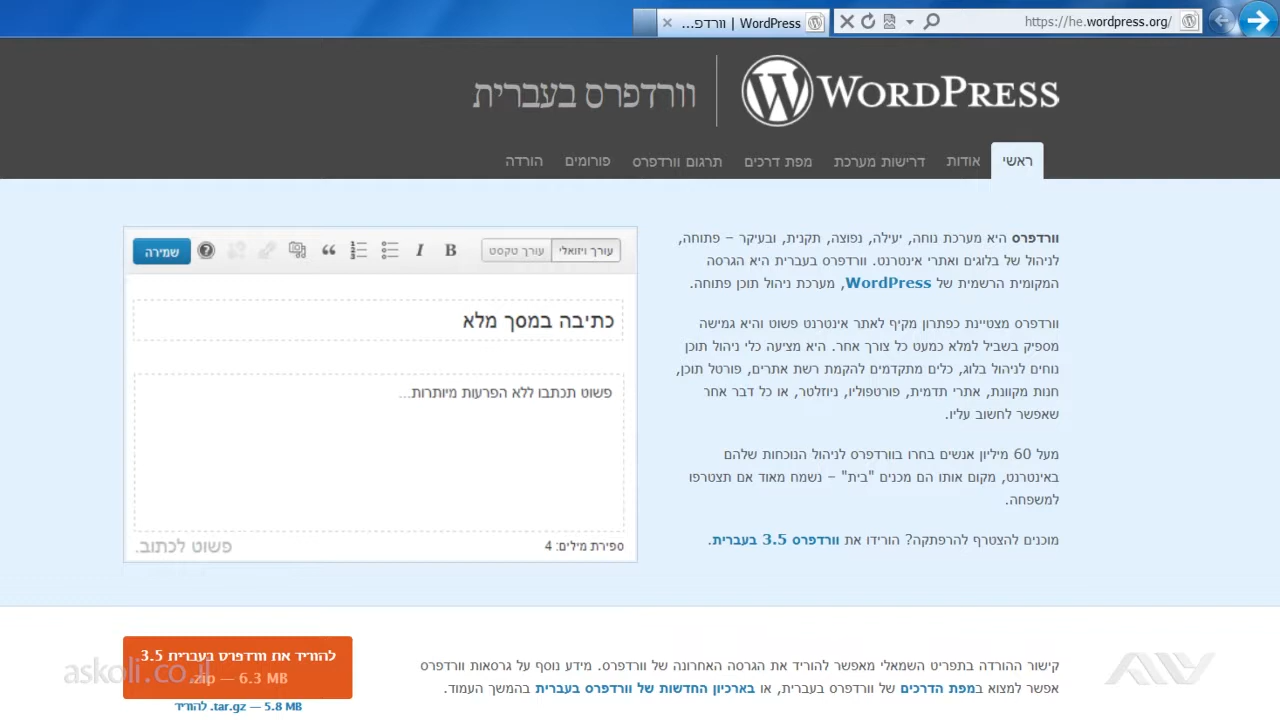 וורדפ... | WordPress
https://he.wordpress.org/
WORDPRESS
וורדפרס בעברית
ראשי אודות דרישות מערכת מפת דרכים תרגום וורדפרס פורומים הורדה
וורדפרס היא מערכת נוחה, יעילה, נפוצה, תקנית, ובעיקר – פתוחה,
לניהול של בלוגים ואתרי אינטרנט. וורדפרס בעברית היא הגרסה
המקומית הרשמית של WordPress, מערכת ניהול תוכן פתוחה.
וורדפרס מצטיינת כפתרון מקיף לאתר אינטרנט פשוט והיא גמישה
מספיק בשביל למלא כמעט כל צורך אחר. היא מציעה כלי ניהול תוכן
נוחים לניהול בלוג, כלים מתקדמים להקמת רשת אתרים, פורטל תוכן,
חנות מקוונת, אתרי תדמית, פורטפוליו, ניוזלטר, או כל דבר אחר
שאפשר לחשוב עליו.
מעל 60 מיליון אנשים בחרו בוורדפרס לניהול הנוכחות שלהם
באינטרנט, מקום אותו הם מכנים "בית" – נשמח מאוד אם תצטרפו
למשפחה.
מוכנים להצטרף להרפתקה? הורידו את וורדפרס 3.5 בעברית.
עורך ויזואלי עורך טקסט B I שמירה
כתיבה במסך מלא
פשוט תכתבו ללא הפרעות מיותרות...
ספירת מילים: 4 פשוט לכתוב.
קישור ההורדה בתפריט השמאלי מאפשר להוריד את הגרסה האחרונה של וורדפרס. מידע נוסף על גרסאות וורדפרס
אפשר למצוא במפת הדרכים של וורדפרס בעברית, או בארכיון החדשות של וורדפרס בעברית בהמשך העמוד.
להוריד את וורדפרס בעברית 3.5
.zip — 6.3 MB
להוריד .tar.gz — 5.8 MB
askoli.co.il